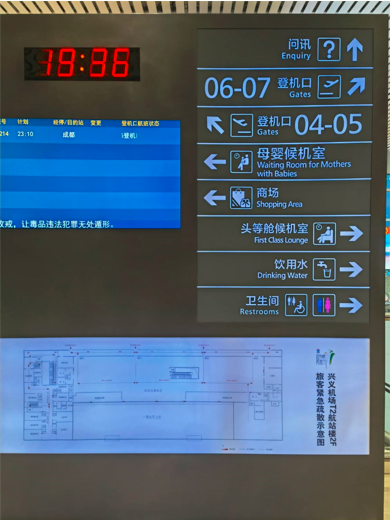 19:36
问讯
Enquiry
06-07 登机口
Gates
登机口 04-05
Gates
母婴候机室
Waiting Room for Mothers
with Babies
商场
Shopping Area
头等舱候机室
First Class Lounge
饮用水
Drinking Water
卫生间
Restrooms
号 计划 经停/目的站 变更 登机口航班状态
214 23:10 成都
，让毒品违法犯罪无处遁形。
兴义机场T2航站楼2F
旅客紧急疏散示意图